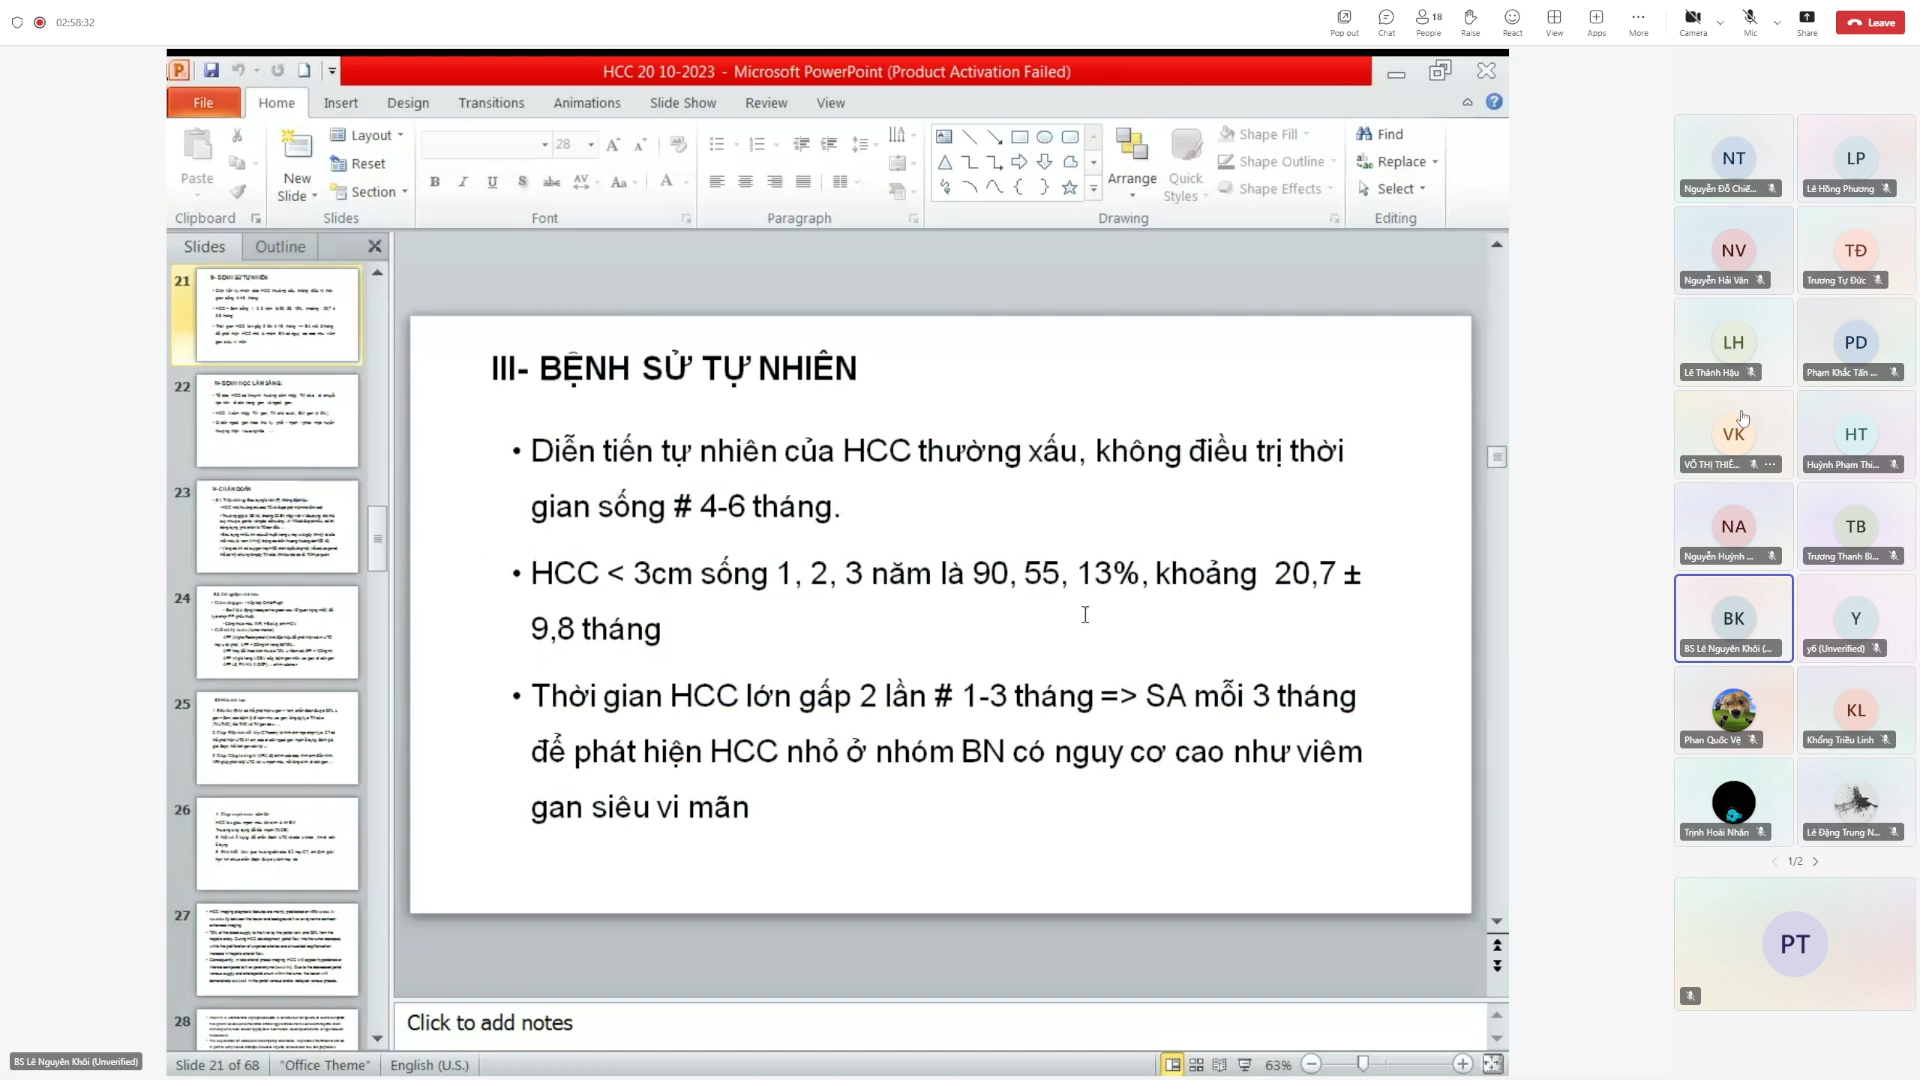 02:58:32
Pop out
Chat
People
18
Raise
React
View
Apps
More
Camera
Mic
Share
Leave
HCC 20 10-2023 - Microsoft PowerPoint (Product Activation Failed)
File
Home
Insert
Design
Transitions
Animations
Slide Show
Review
View
Paste
New Slide
Layout
Reset
Section
28
Arrange
Quick Styles
Shape Fill
Shape Outline
Shape Effects
Find
Replace
Select
Clipboard
Slides
Font
Paragraph
Drawing
Editing
Slides
Outline
21
22
23
24
25
26
27
28
III- BỆNH SỬ TỰ NHIÊN
• Diễn tiến tự nhiên của HCC thường xấu, không điều trị thời
gian sống # 4-6 tháng.
• HCC < 3cm sống 1, 2, 3 năm là 90, 55, 13%, khoảng 20,7 ±
9,8 tháng
• Thời gian HCC lớn gấp 2 lần # 1-3 tháng => SA mỗi 3 tháng
để phát hiện HCC nhỏ ở nhóm BN có nguy cơ cao như viêm
gan siêu vi mãn
Click to add notes
Slide 21 of 68
"Office Theme"
English (U.S.)
63%
BS Lê Nguyên Khôi (Unverified)
NT
Nguyễn Đỗ Chiế...
LP
Lê Hồng Phương
NV
Nguyễn Hải Vân
TĐ
Trương Tự Đức
LH
Lê Thành Hậu
PD
Phạm Khắc Tấn ...
VK
VÕ THỊ THIÊ...
HT
Huỳnh Phạm Thi...
NA
Nguyễn Huỳnh ...
TB
Trương Thanh Bì...
BK
BS Lê Nguyên Khôi (...
Y
y6 (Unverified)
Phan Quốc Vệ
KL
Khổng Triều Linh
Trịnh Hoài Nhân
Lê Đặng Trung N...
1/2
PT